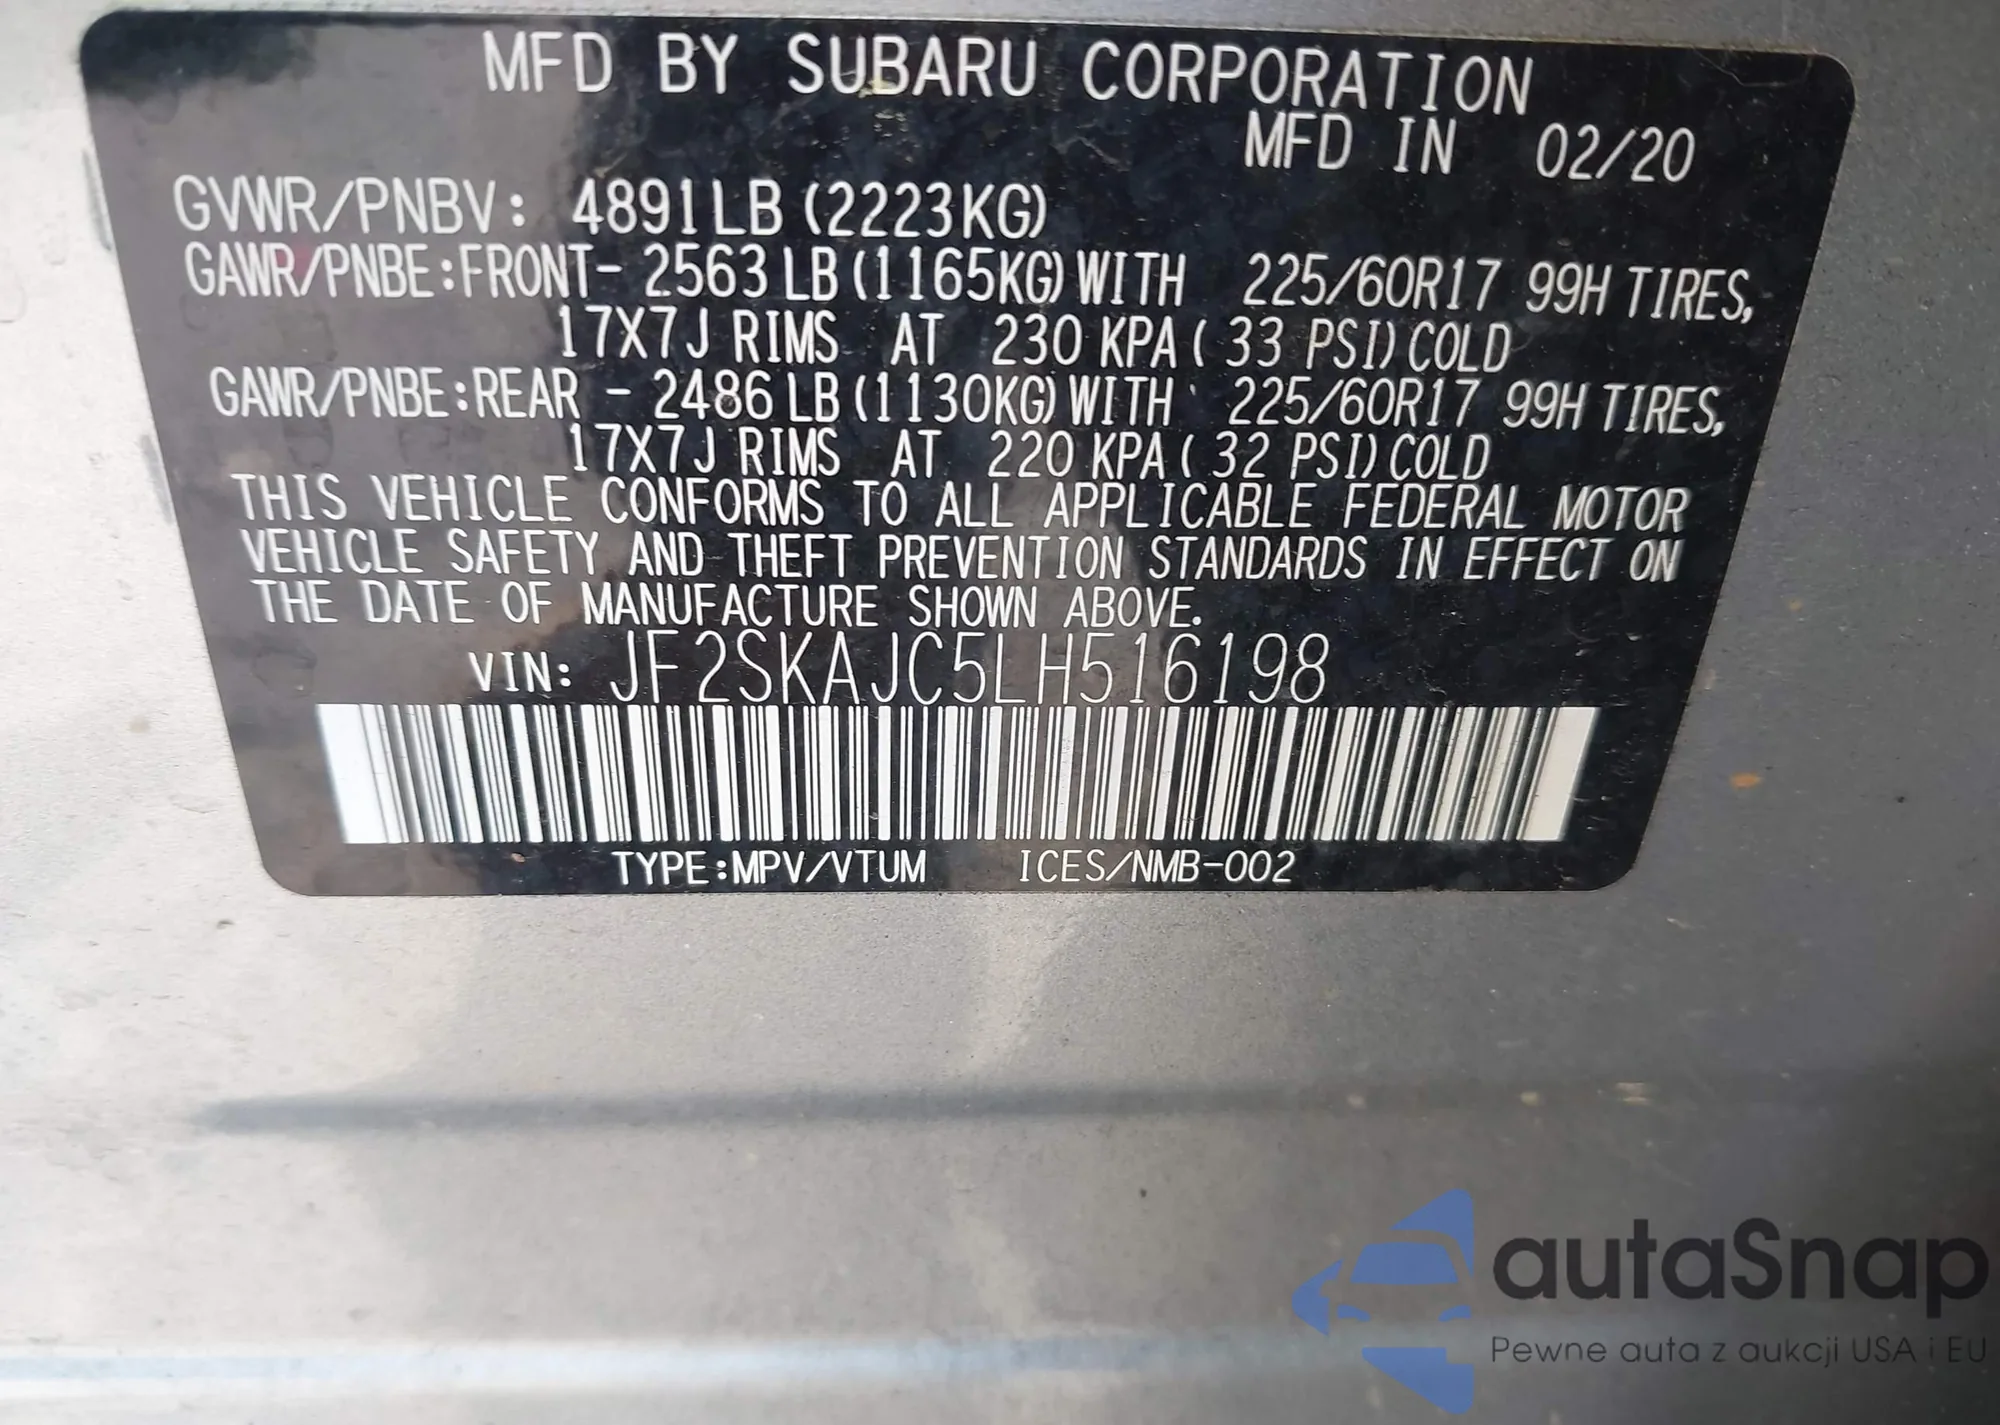 MFD BY SUBARU CORPORATION
MFD IN 02/20
GVWR/PNBV: 4891LB (2223KG)
GAWR/PNBE:FRONT- 2563 LB (1165KG) WITH 225/60R17 99H TIRES,
17X7J RIMS AT 230 KPA ( 33 PSI) COLD
GAWR/PNBE:REAR - 2486 LB (1130KG) WITH 225/60R17 99H TIRES,
17X7J RIMS AT 220 KPA ( 32 PSI) COLD
THIS VEHICLE CONFORMS TO ALL APPLICABLE FEDERAL MOTOR
VEHICLE SAFETY AND THEFT PREVENTION STANDARDS IN EFFECT ON
THE DATE OF MANUFACTURE SHOWN ABOVE.
VIN: JF2SKAJC5LH516198
TYPE:MPV/VTUM ICES/NMB-002
autaSnap
Pewne auta z aukcji USA i EU